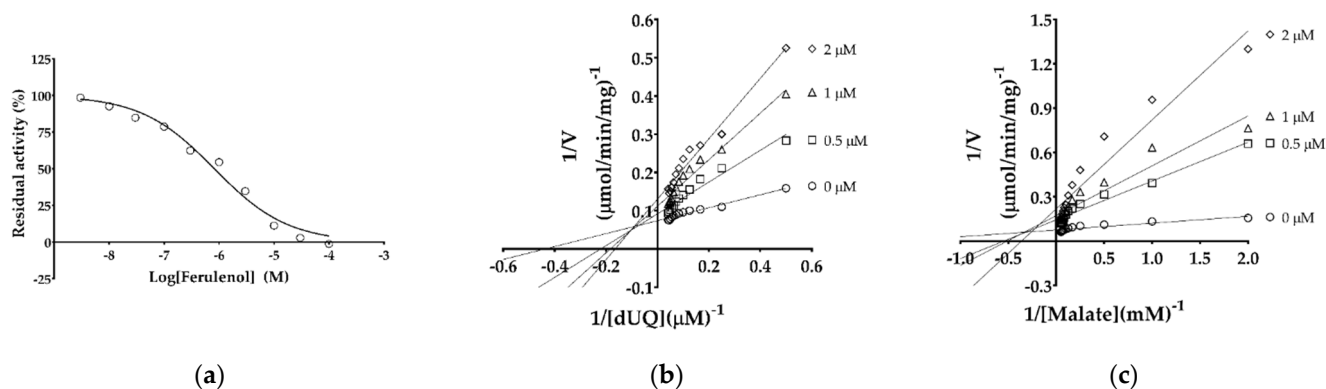 Residual activity (%)
125
100
75
50
25
0
-25
-9
-8
-7
-6
-5
-4
-3
Log[Ferulenol] (M)
(a)
1/V
(μmol/min/mg)⁻¹
0.6
0.5
0.4
0.3
0.2
0.1
-0.1
-0.6
-0.4
-0.2
0.0
0.2
0.4
0.6
2 μM
1 μM
0.5 μM
0 μM
1/[dUQ](μM)⁻¹
(b)
1/V
(μmol/min/mg)⁻¹
1.5
1.2
0.9
0.6
0.3
-0.3
-1.0
-0.5
0.0
0.5
1.0
1.5
2.0
2 μM
1 μM
0.5 μM
0 μM
1/[Malate](mM)⁻¹
(c)